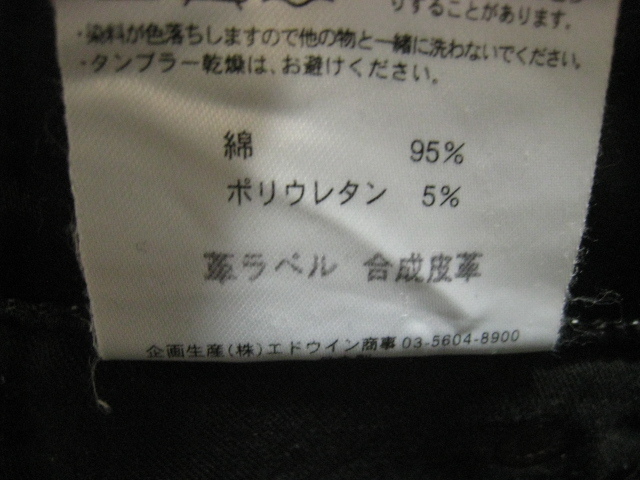 りすることがあります。
・染料が色落ちしますので他の物と一緒に洗わないでください。
・タンブラー乾燥は、お避けください。
綿 95%
ポリウレタン 5%
革ラベル 合成皮革
企画生産(株)エドウイン商事 03-5604-8900